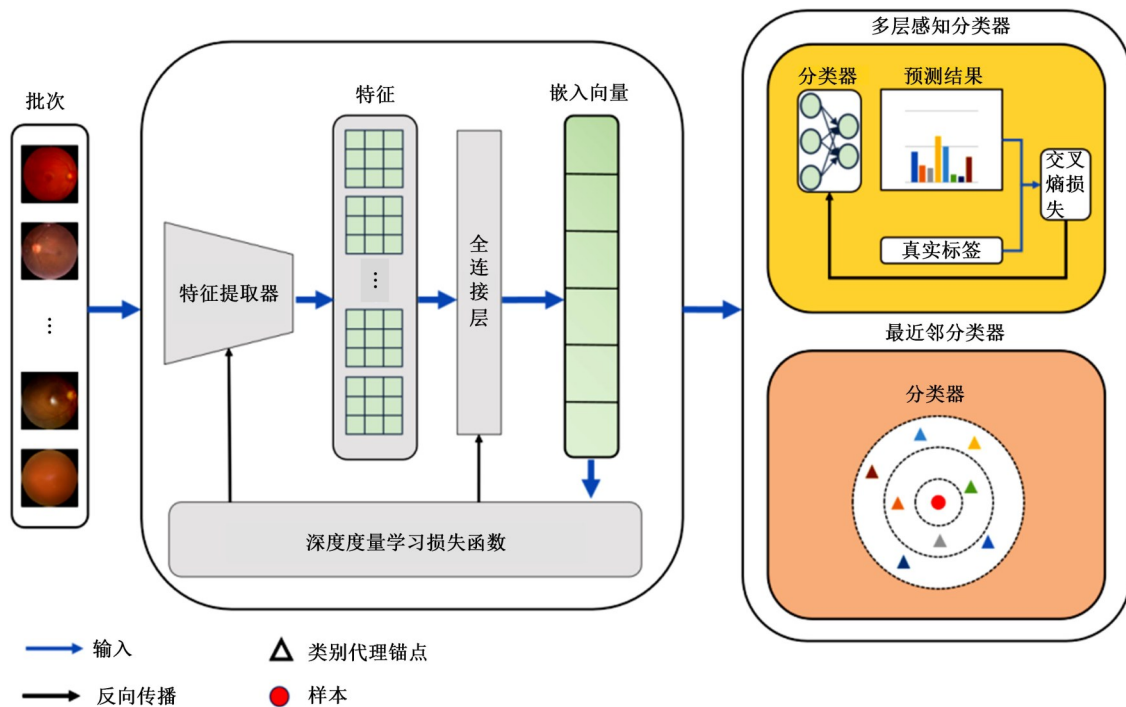 批次
...
特征提取器
特征
...
全
连
接
层
嵌入向量
深度度量学习损失函数
多层感知分类器
分类器
预测结果
交叉
熵损
失
真实标签
最近邻分类器
分类器
输入
类别代理锚点
反向传播
样本